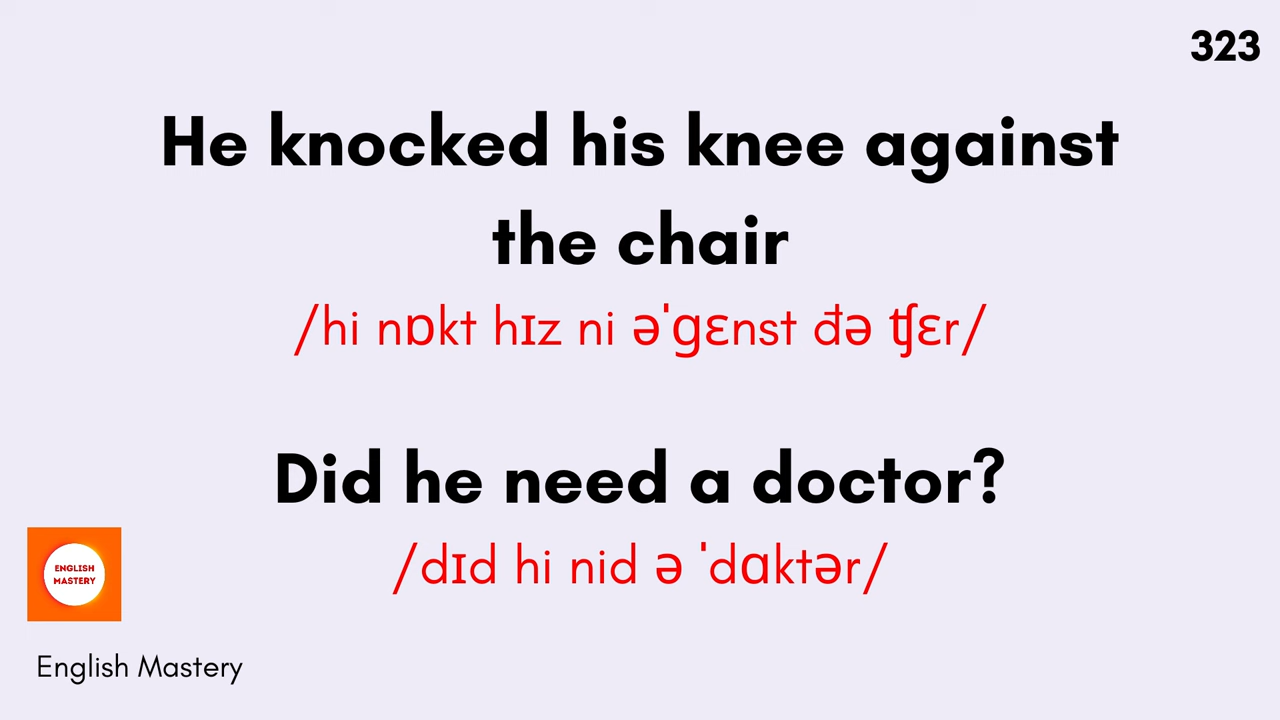 323
He knocked his knee against
the chair
/hi nɒkt hɪz ni əˈɡɛnst đə ʧɛr/
Did he need a doctor?
/dɪd hi nid ə ˈdɑktər/
ENGLISH
MASTERY
English Mastery